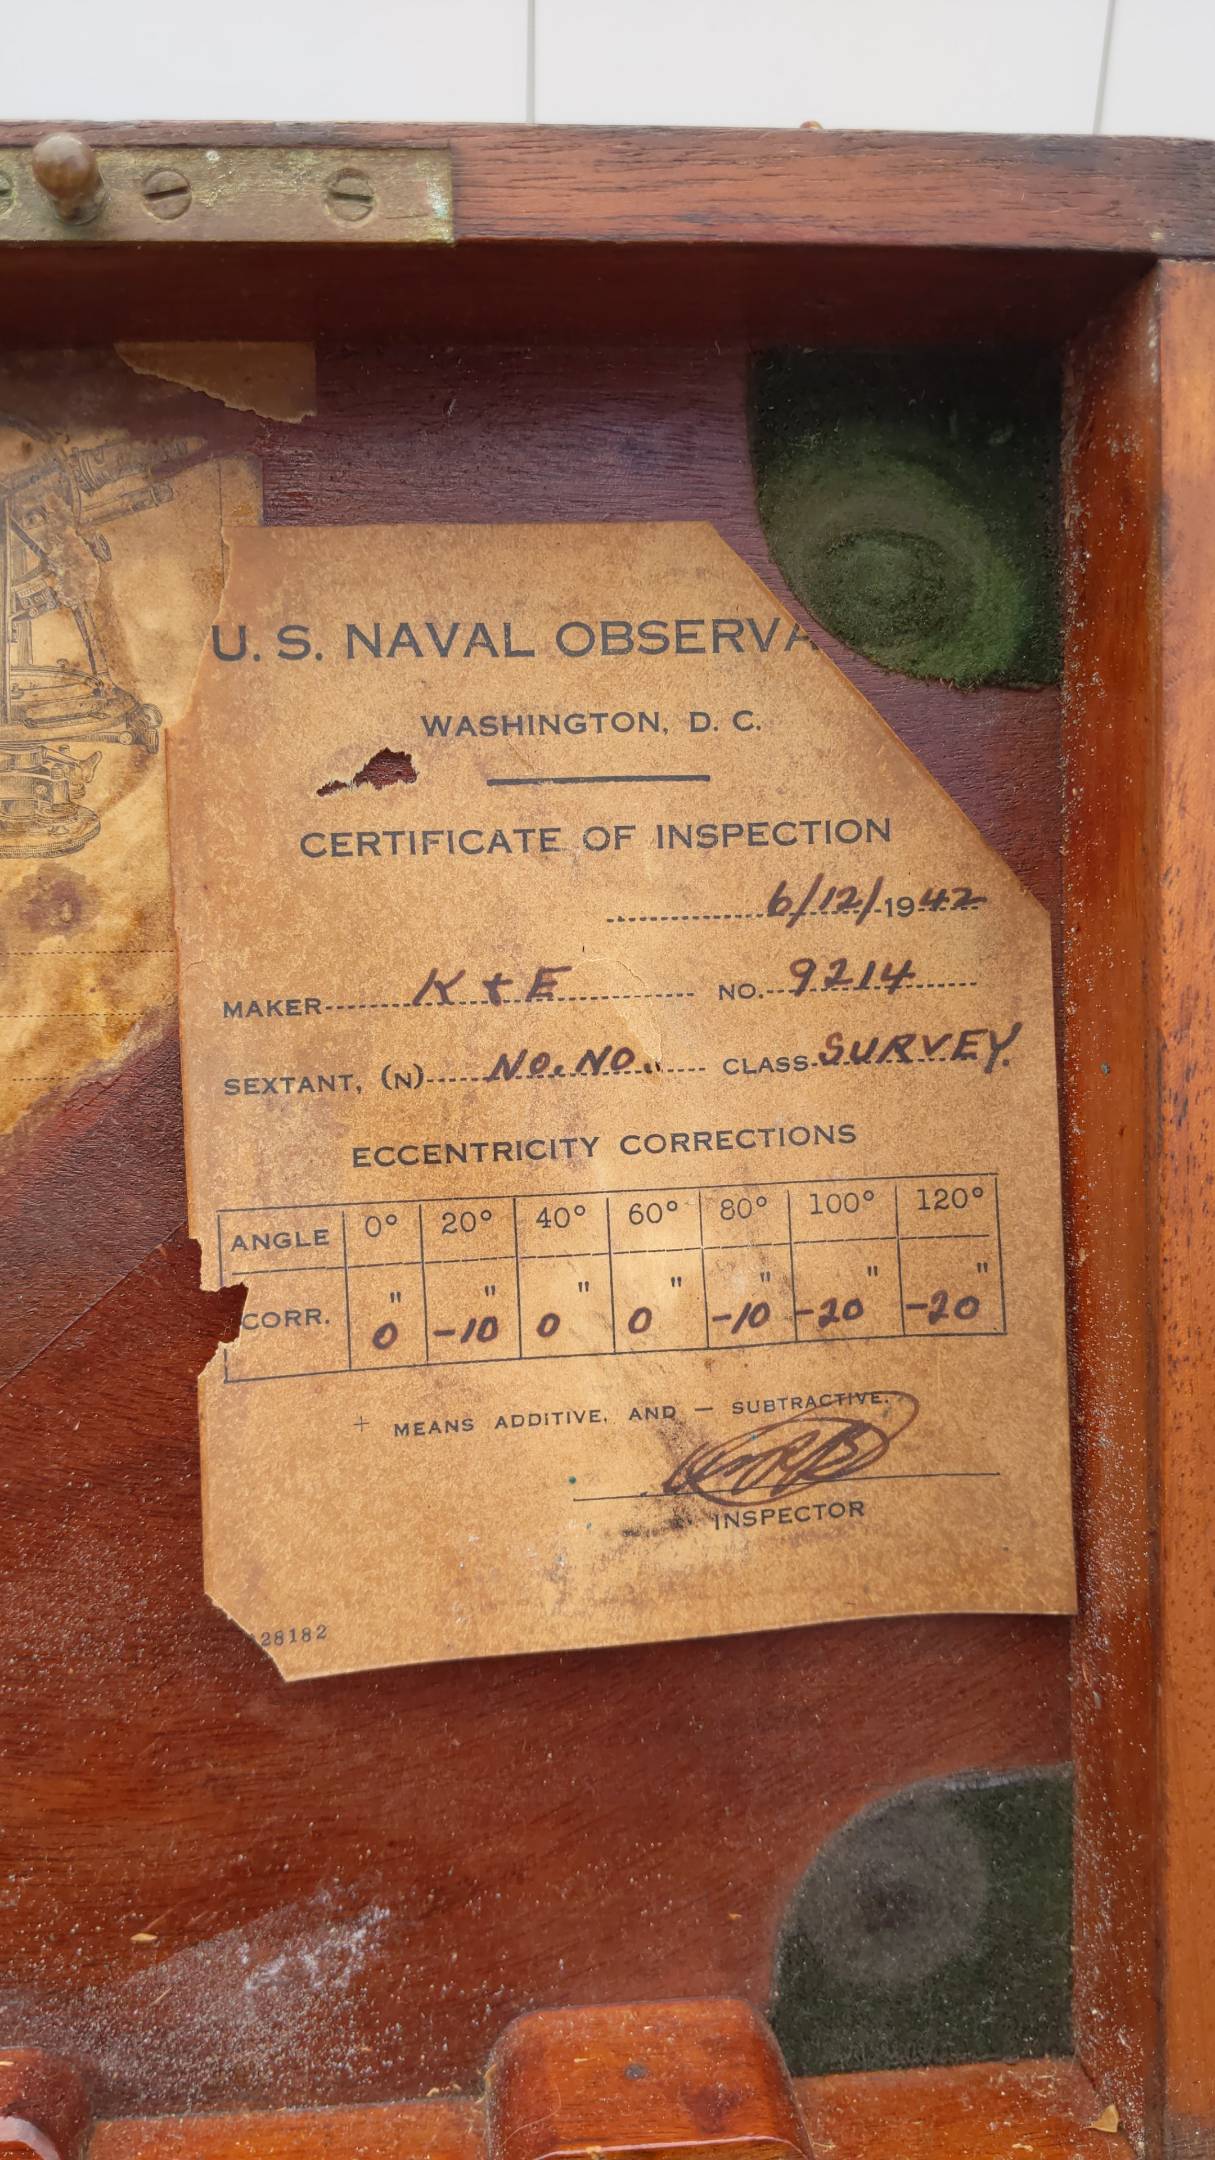 U. S. NAVAL OBSERVA
WASHINGTON, D. C.
CERTIFICATE OF INSPECTION
6/12/1942
MAKER K + E NO. 9214
SEXTANT, (N) No. No. CLASS SURVEY.
ECCENTRICITY CORRECTIONS
ANGLE 0° 20° 40° 60° 80° 100° 120°
" " " " " " "
CORR. 0 -10 0 0 -10 -20 -20
+ MEANS ADDITIVE, AND — SUBTRACTIVE.
INSPECTOR
28182